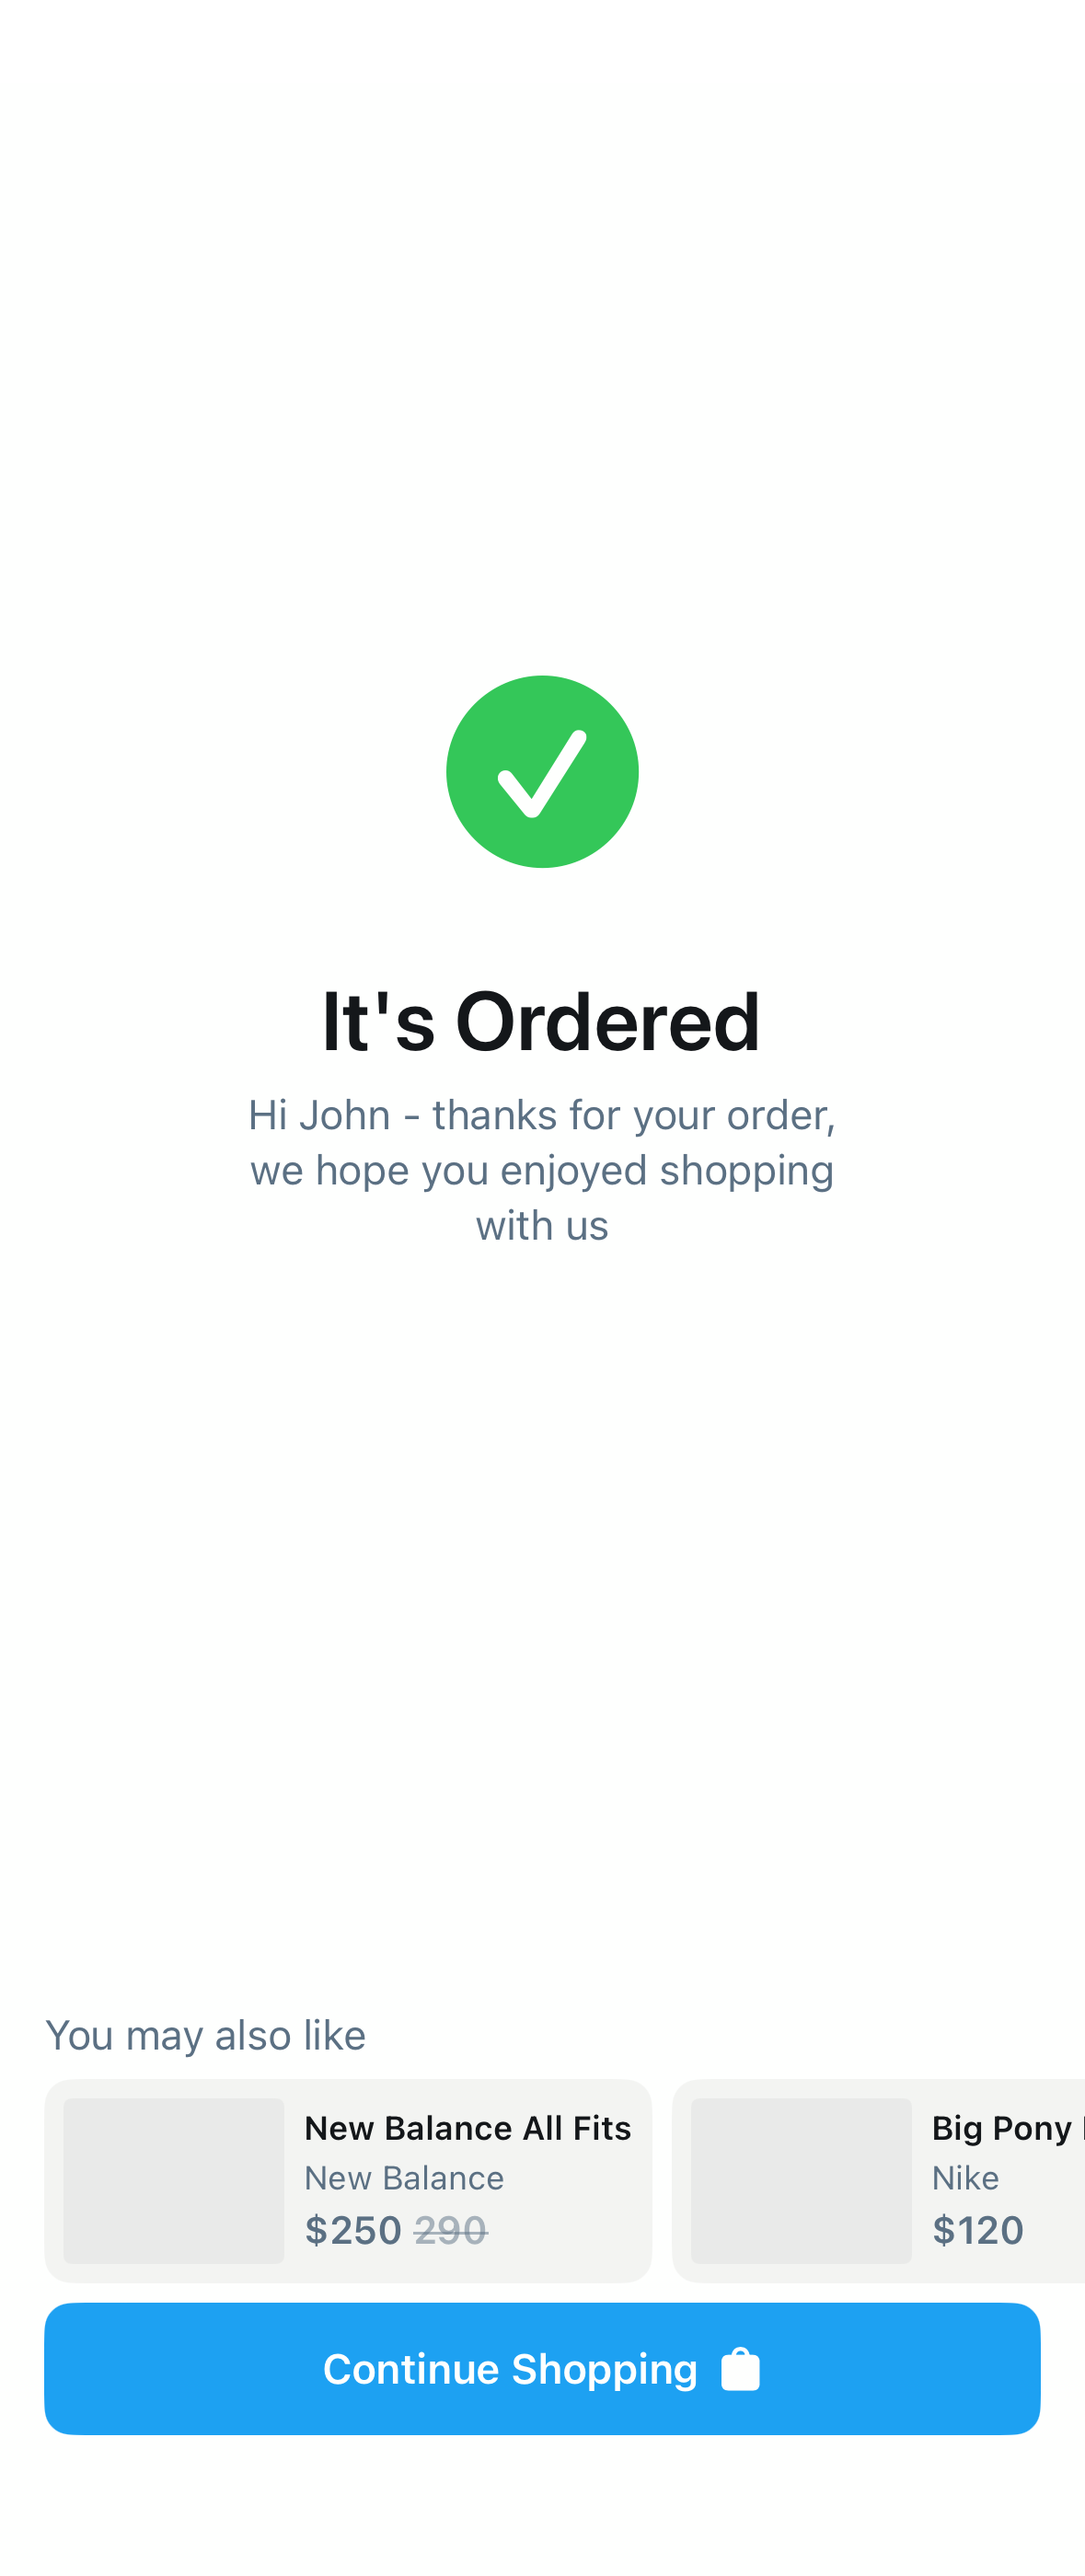 It's Ordered
Hi John - thanks for your order,
we hope you enjoyed shopping
with us
You may also like
New Balance All Fits
New Balance
$250 290
Big Pony
Nike
$120
Continue Shopping